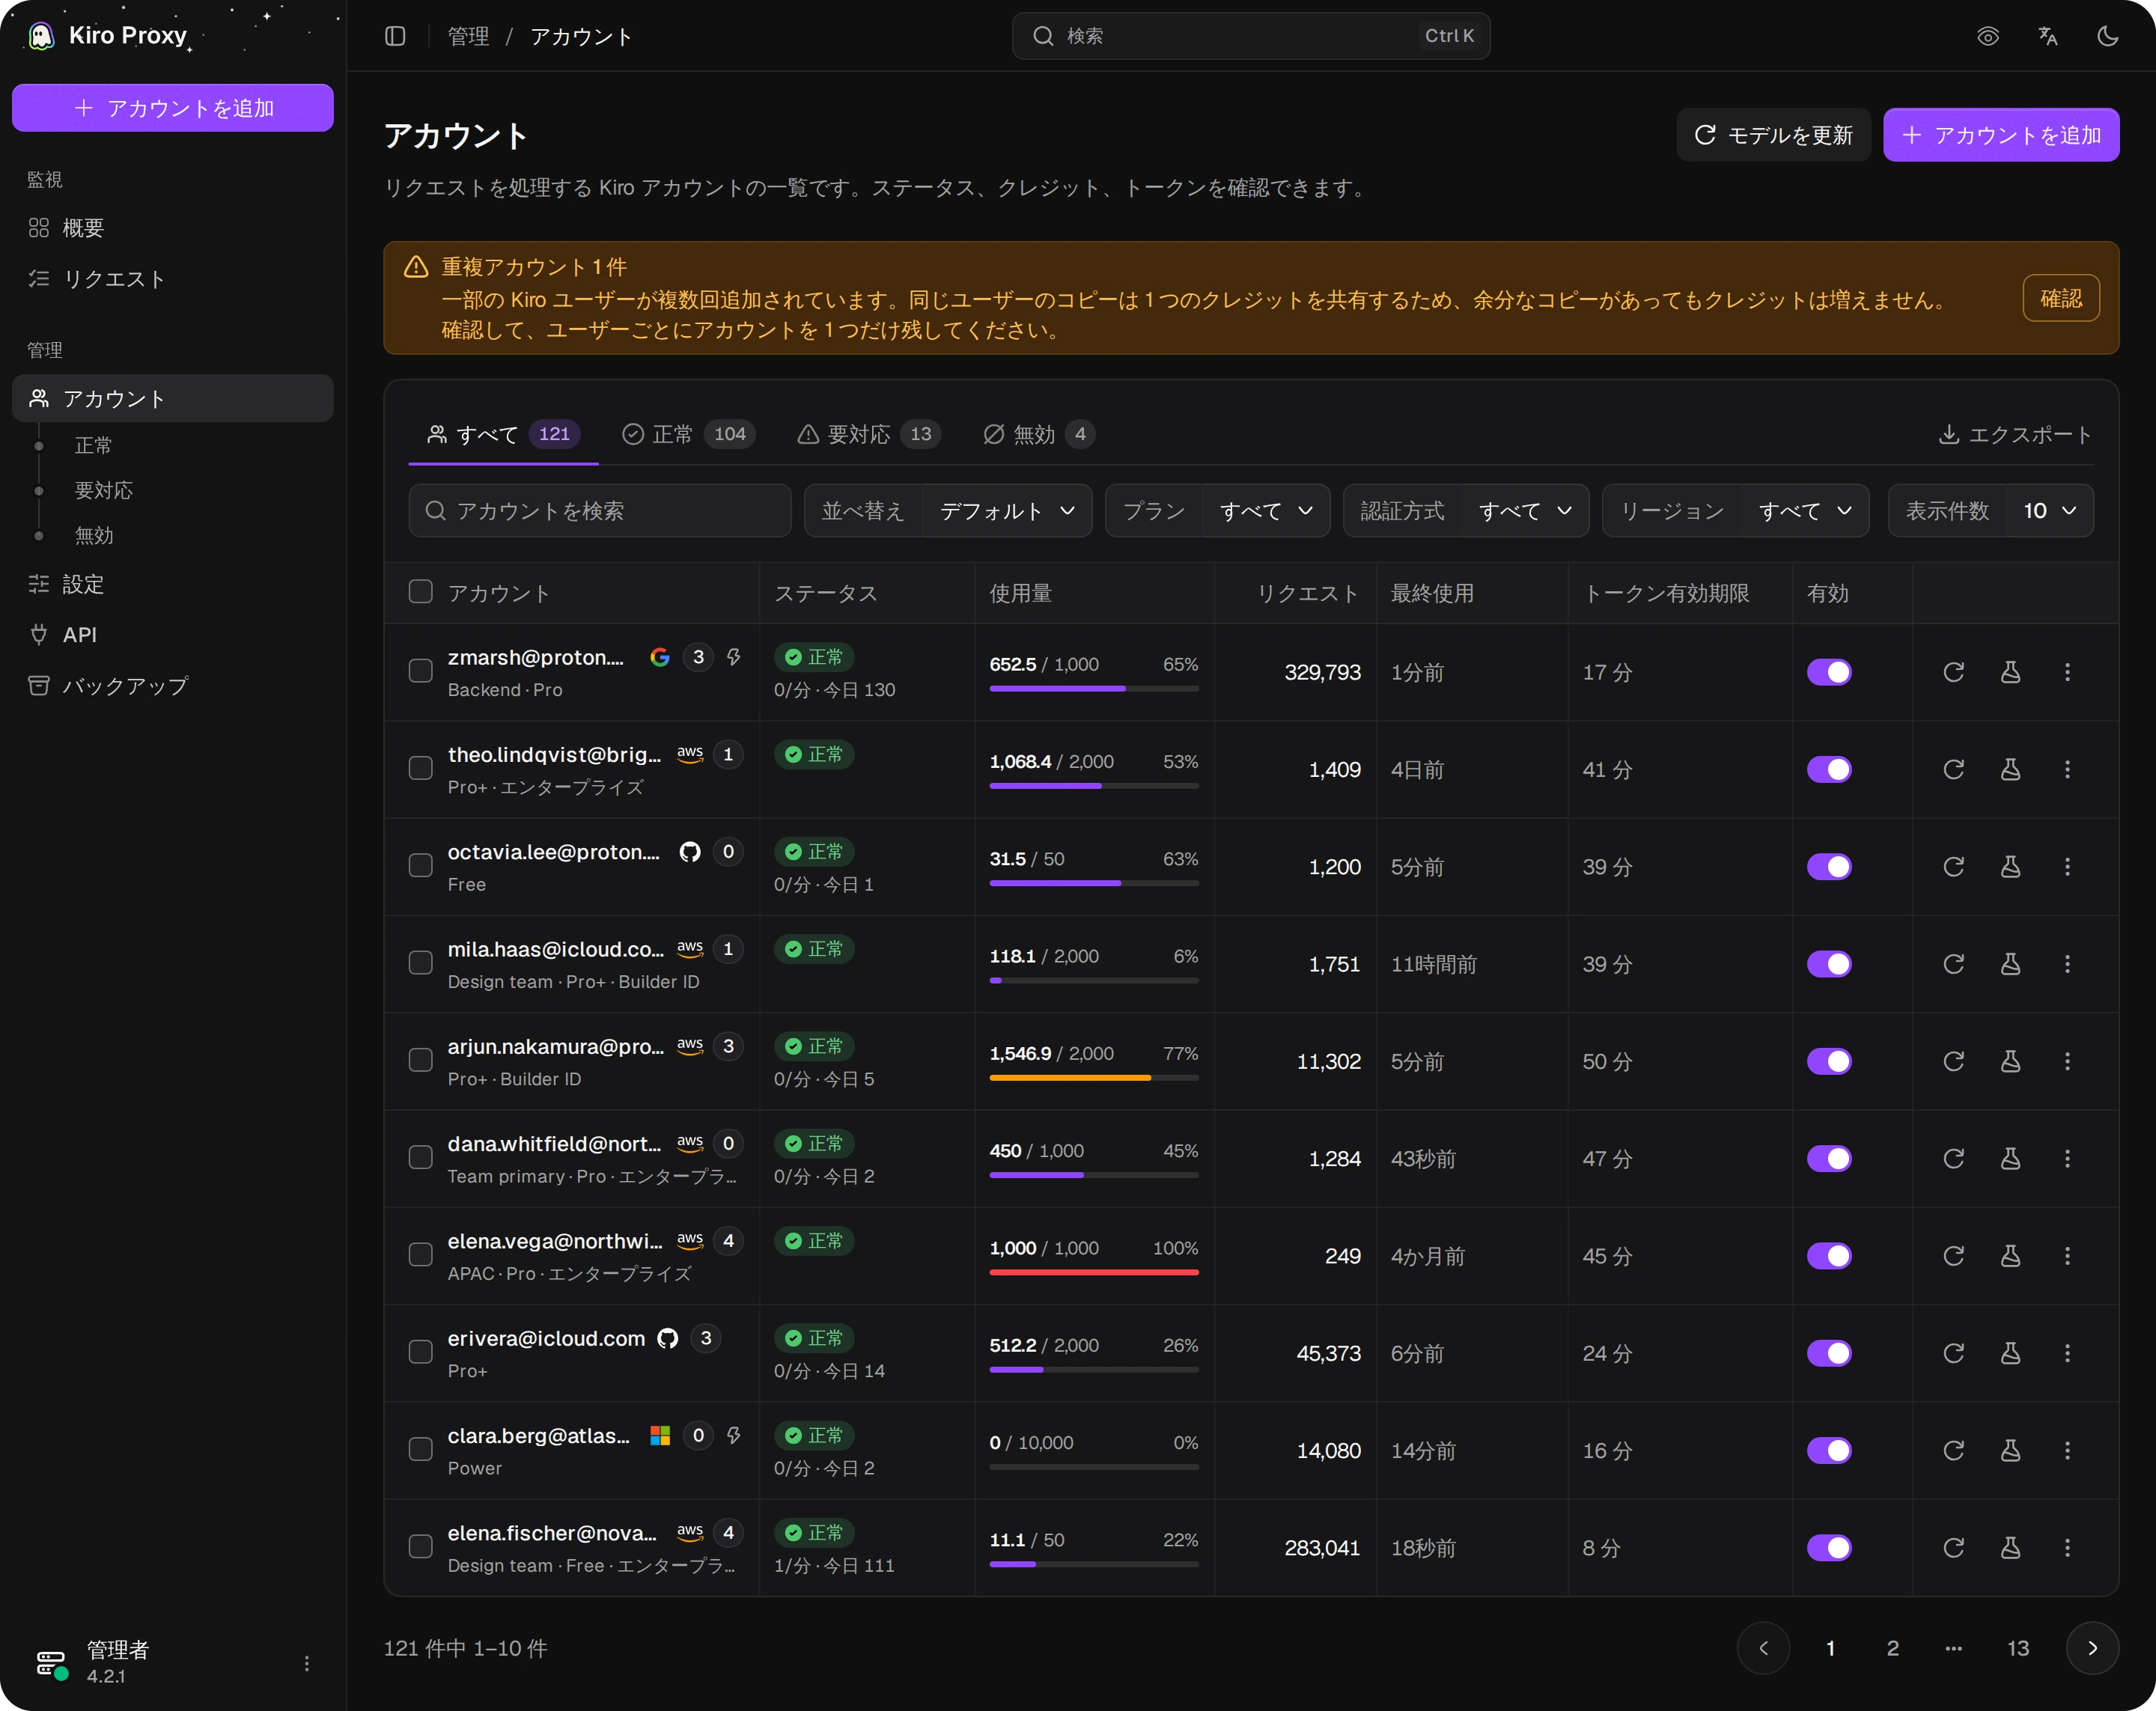 Kiro Proxy
管理 / アカウント
検索
Ctrl K
アカウントを追加
監視
概要
リクエスト
管理
アカウント
正常
要対応
無効
設定
API
バックアップ
管理者
4.2.1
アカウント
モデルを更新
アカウントを追加
リクエストを処理する Kiro アカウントの一覧です。ステータス、クレジット、トークンを確認できます。
重複アカウント 1 件
一部の Kiro ユーザーが複数回追加されています。同じユーザーのコピーは 1 つのクレジットを共有するため、余分なコピーがあってもクレジットは増えません。
確認して、ユーザーごとにアカウントを 1 つだけ残してください。
確認
すべて 121
正常 104
要対応 13
無効 4
エクスポート
アカウントを検索
並べ替え デフォルト
プラン すべて
認証方式 すべて
リージョン すべて
表示件数 10
アカウント ステータス 使用量 リクエスト 最終使用 トークン有効期限 有効
zmarsh@proton.... 3 正常 652.5 / 1,000 65% 329,793 1分前 17 分
Backend · Pro 0/分 · 今日 130
theo.lindqvist@brig... aws 1 正常 1,068.4 / 2,000 53% 1,409 4日前 41 分
Pro+ · エンタープライズ
octavia.lee@proton.... 0 正常 31.5 / 50 63% 1,200 5分前 39 分
Free 0/分 · 今日 1
mila.haas@icloud.co... aws 1 正常 118.1 / 2,000 6% 1,751 11時間前 39 分
Design team · Pro+ · Builder ID
arjun.nakamura@pro... aws 3 正常 1,546.9 / 2,000 77% 11,302 5分前 50 分
Pro+ · Builder ID 0/分 · 今日 5
dana.whitfield@nort... aws 0 正常 450 / 1,000 45% 1,284 43秒前 47 分
Team primary · Pro · エンタープラ... 0/分 · 今日 2
elena.vega@northwi... aws 4 正常 1,000 / 1,000 100% 249 4か月前 45 分
APAC · Pro · エンタープライズ
erivera@icloud.com 3 正常 512.2 / 2,000 26% 45,373 6分前 24 分
Pro+ 0/分 · 今日 14
clara.berg@atlas... 0 正常 0 / 10,000 0% 14,080 14分前 16 分
Power 0/分 · 今日 2
elena.fischer@nova... aws 4 正常 11.1 / 50 22% 283,041 18秒前 8 分
Design team · Free · エンタープラ... 1/分 · 今日 111
121 件中 1–10 件
1 2 ... 13